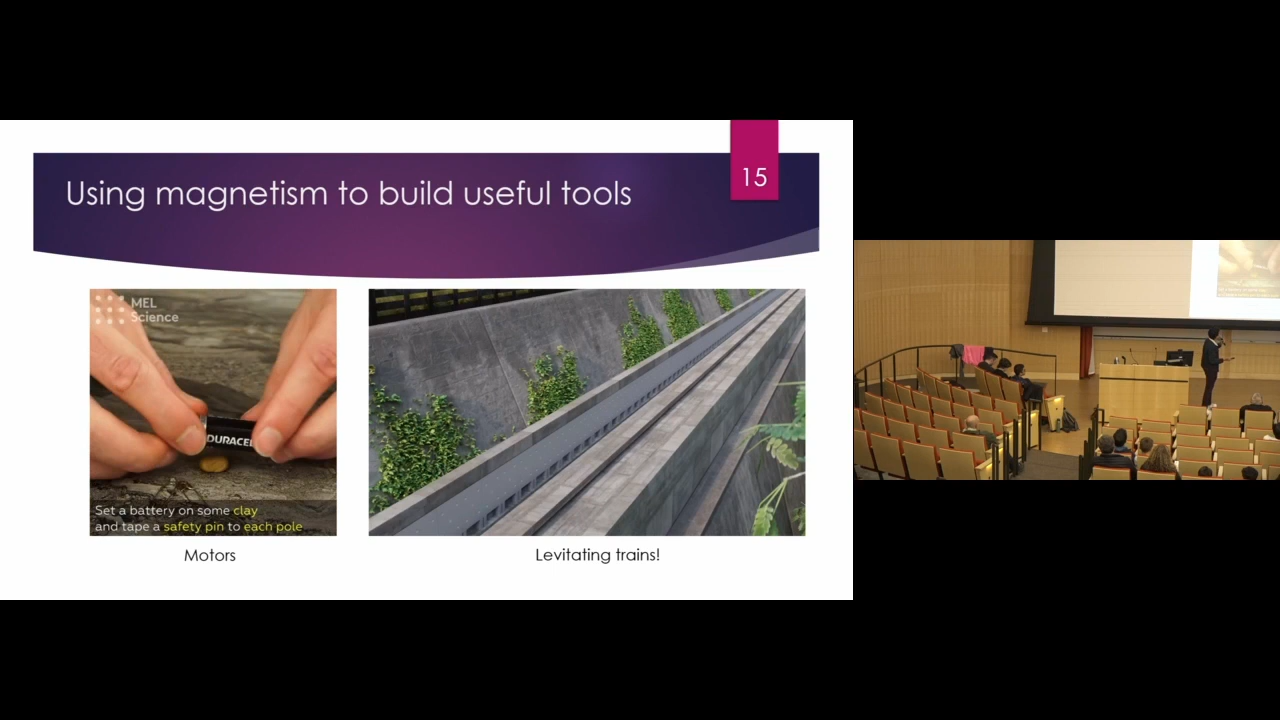 15
Using magnetism to build useful tools
MEL
Science
DURACEL
Set a battery on some clay
and tape a safety pin to each pole
Motors
Levitating trains!